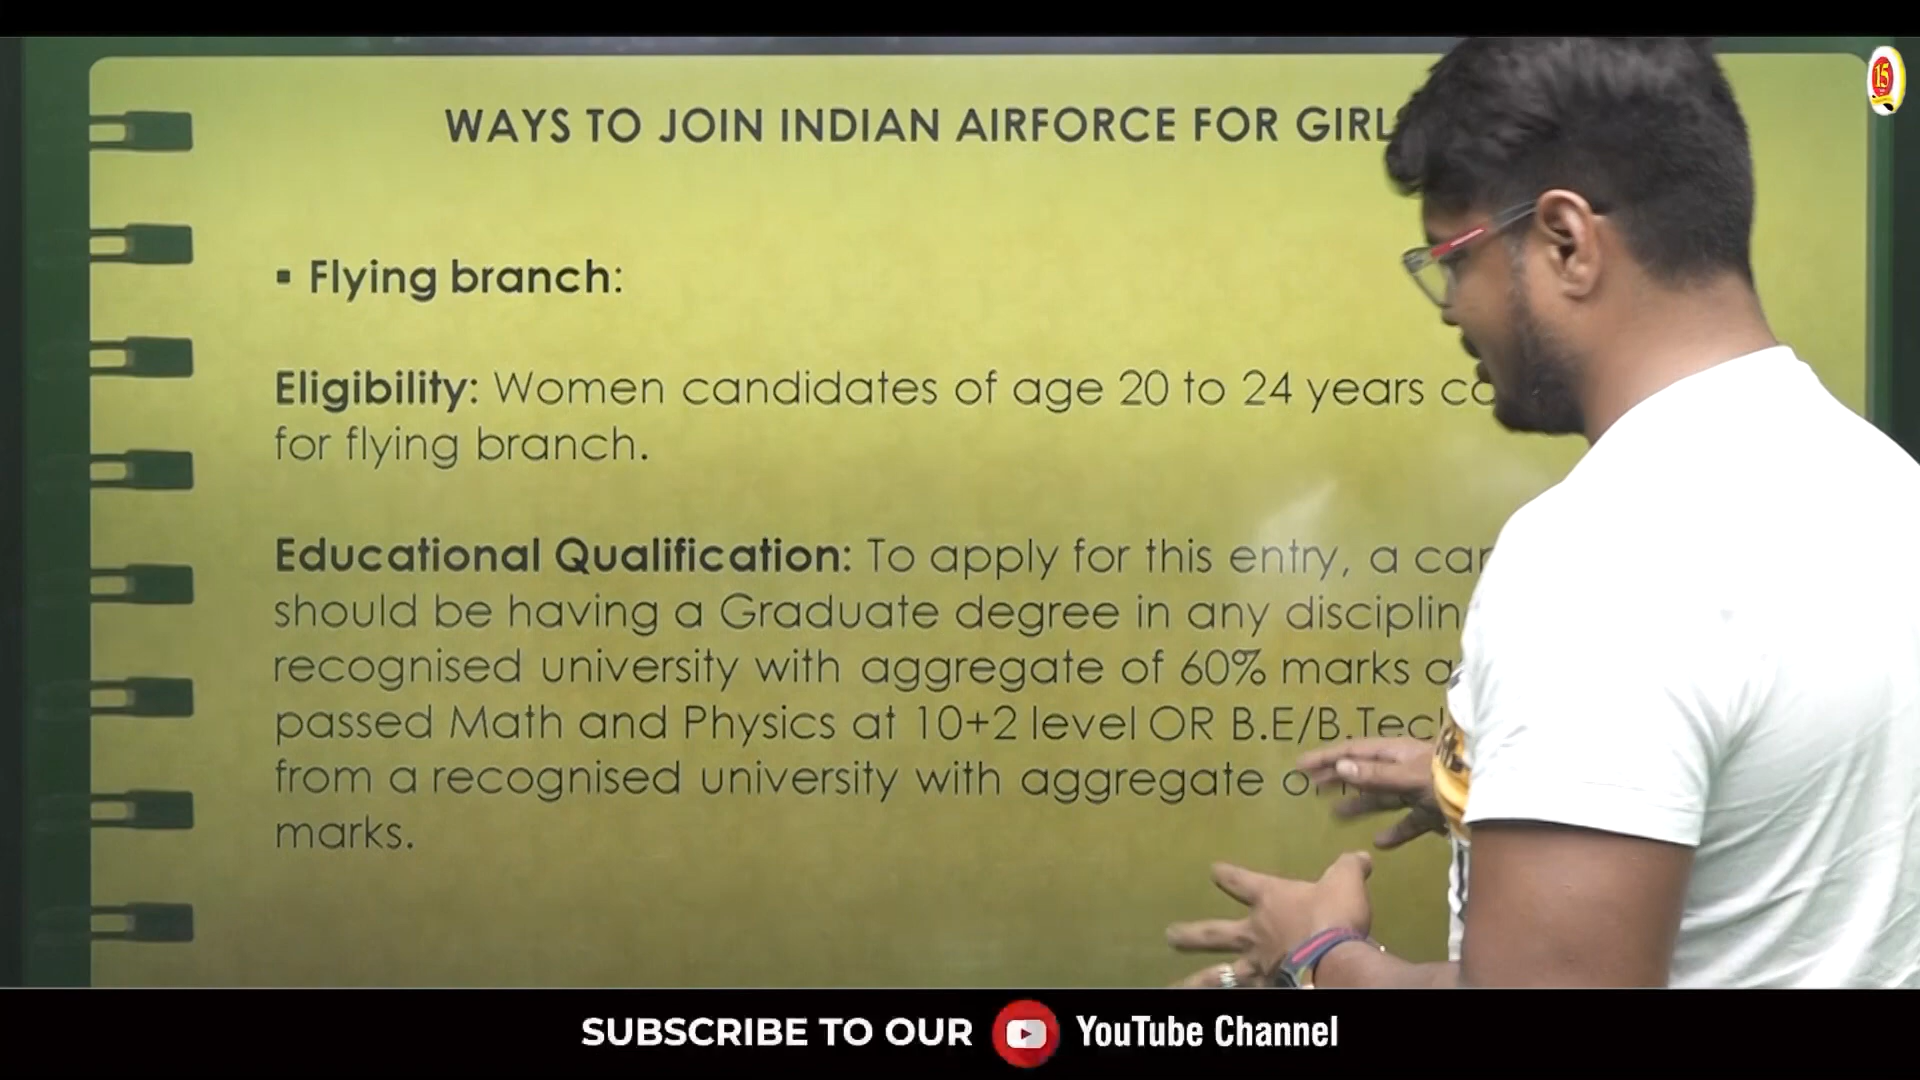 15
WAYS TO JOIN INDIAN AIRFORCE FOR
▪ Flying branch:
Eligibility: Women candidates of age 20 to 24 years
for flying branch.
Educational Qualification: To apply for this entry, a
should be having a Graduate degree in any
recognised university with aggregate of 60% marks
passed Math and Physics at 10+2 level OR
from a recognised university with aggregate
marks.
SUBSCRIBE TO OUR YouTube Channel